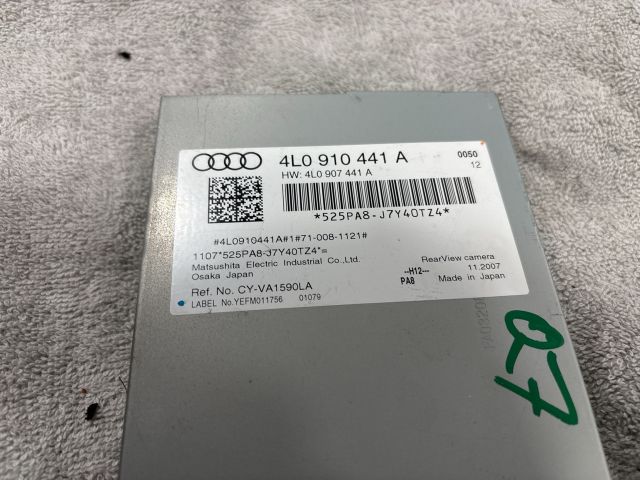 4L0 910 441 A
0050
HW: 4L0 907 441 A
12
*525PA8-J7Y40TZ4*
#4L0910441A#1#71-008-1121#
1107*525PA8-J7Y40TZ4*=
Matsushita Electric Industrial Co.,Ltd.
Osaka Japan
RearView camera
--H12---
11.2007
PA8
Made in Japan
Ref. No. CY-VA1590LA
LABEL No.YEFM011756 01079
07